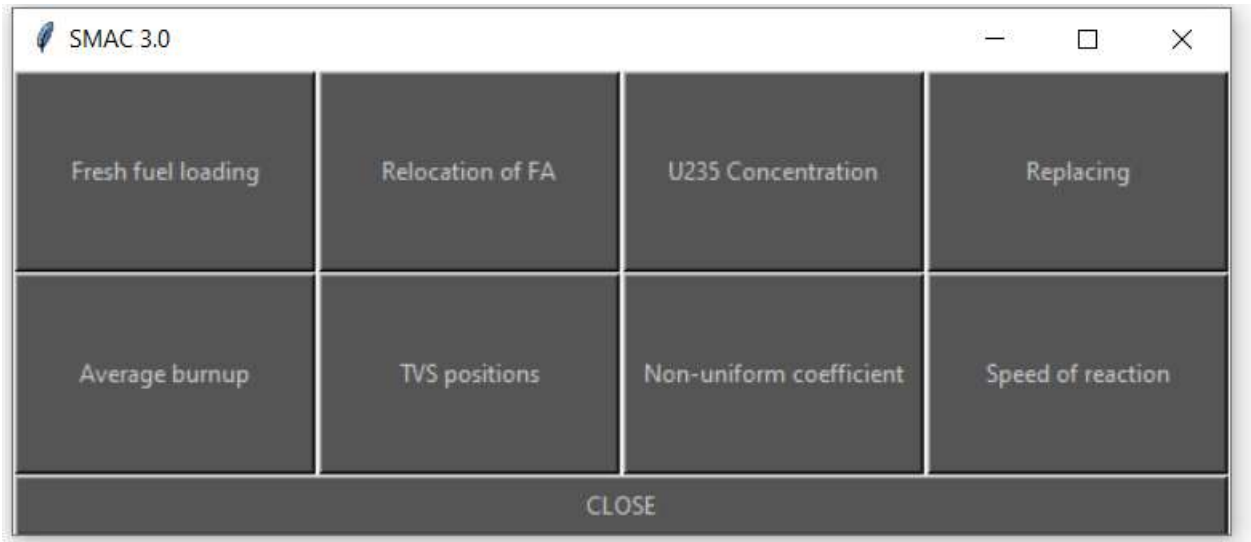 SMAC 3.0
Fresh fuel loading
Relocation of FA
U235 Concentration
Replacing
Average burnup
TVS positions
Non-uniform coefficient
Speed of reaction
CLOSE